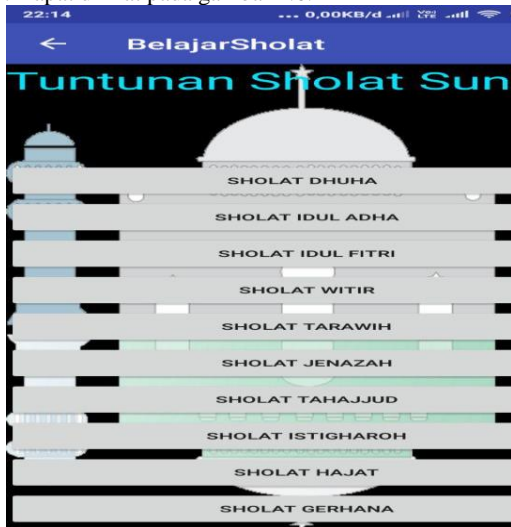 22:14 ... 0,00KB/d
BelajarSholat
Tuntunan Sholat Sun
SHOLAT DHUHA
SHOLAT IDUL ADHA
SHOLAT IDUL FITRI
SHOLAT WITIR
SHOLAT TARAWIH
SHOLAT JENAZAH
SHOLAT TAHAJJUD
SHOLAT ISTIGHAROH
SHOLAT HAJAT
SHOLAT GERHANA